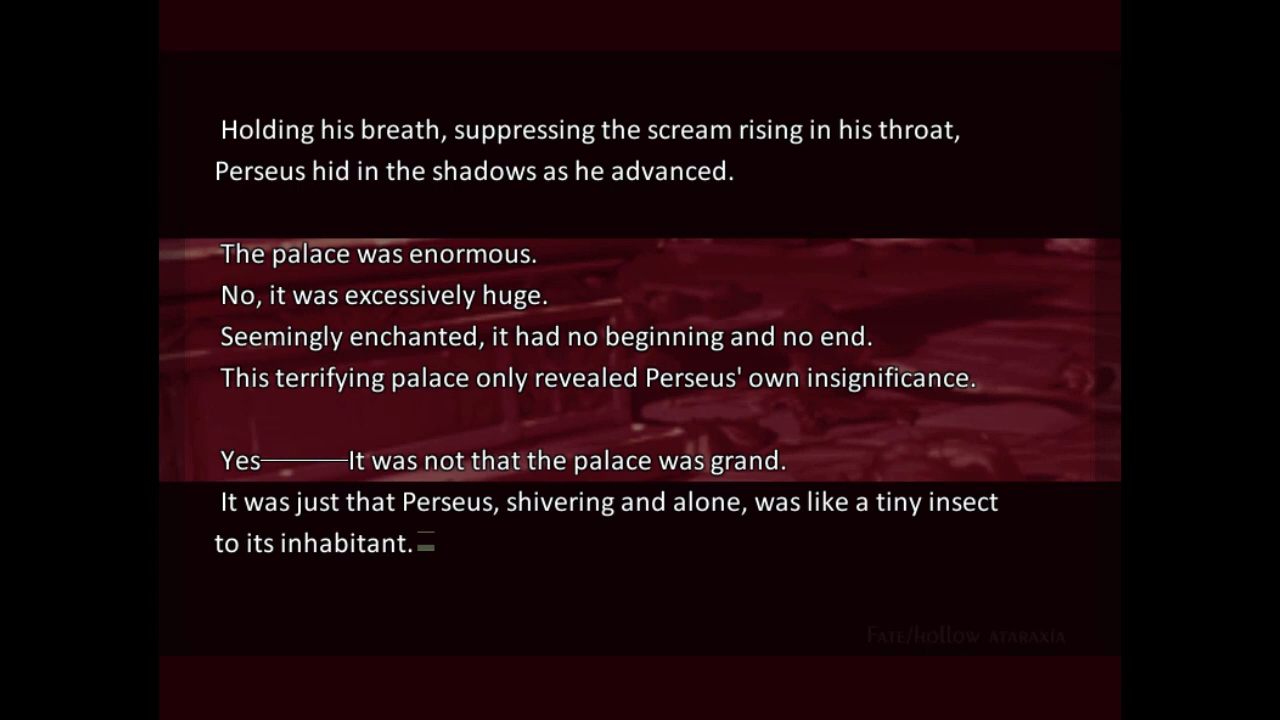 Holding his breath, suppressing the scream rising in his throat,
Perseus hid in the shadows as he advanced.
The palace was enormous.
No, it was excessively huge.
Seemingly enchanted, it had no beginning and no end.
This terrifying palace only revealed Perseus' own insignificance.
Yes———It was not that the palace was grand.
It was just that Perseus, shivering and alone, was like a tiny insect
to its inhabitant.
Fate/hollow ataraxia